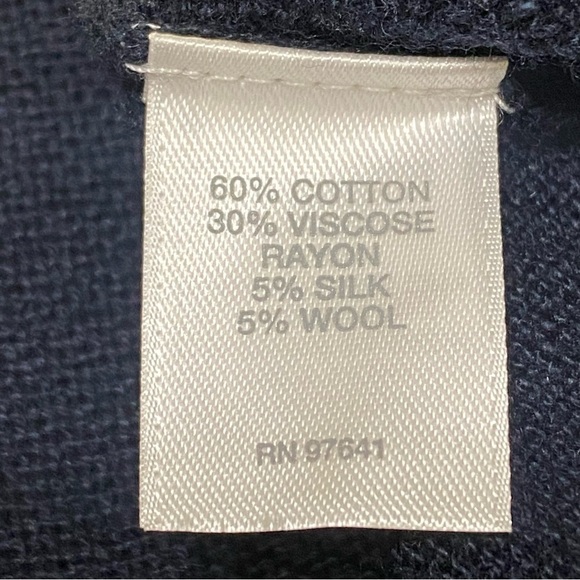 60% COTTON
30% VISCOSE
RAYON
5% SILK
5% WOOL
RN 97641